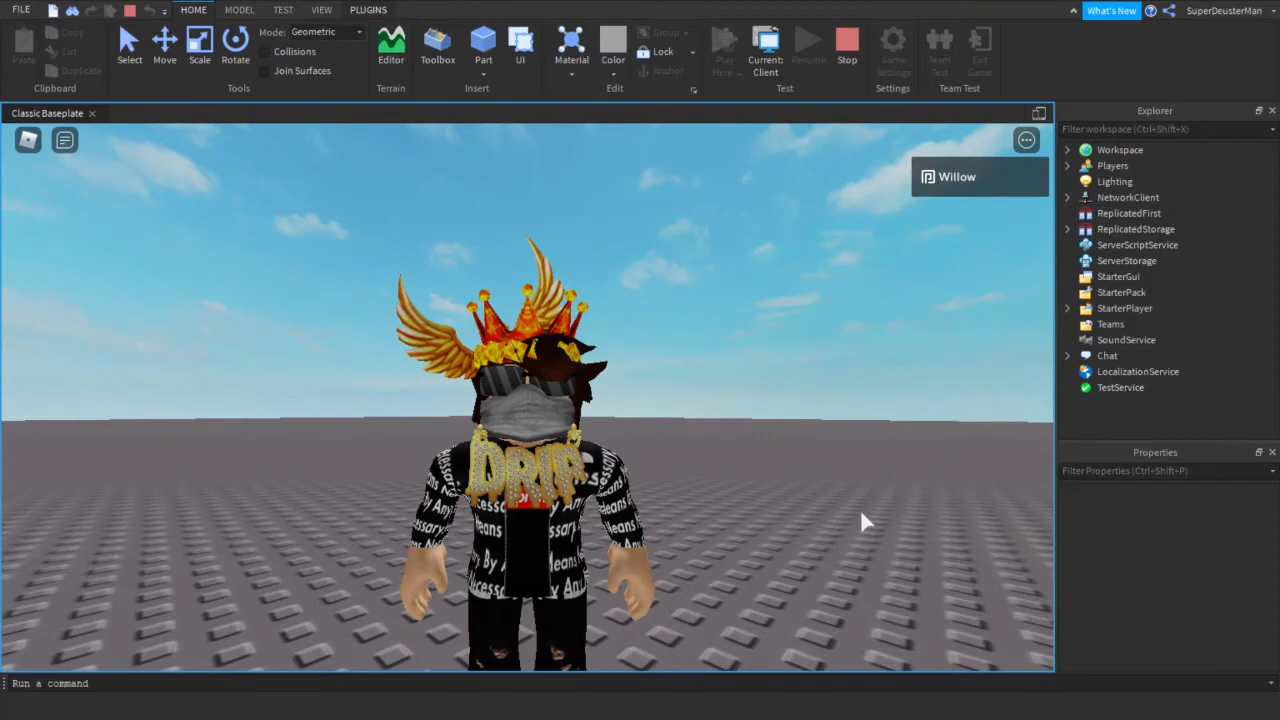 FILE HOME MODEL TEST VIEW PLUGINS What's New SuperDeusterMan
Paste Copy Cut Duplicate
Select Move Scale Rotate
Mode: Geometric
Collisions
Join Surfaces
Editor Toolbox Part UI Material Color
Group
Lock
Anchor
Play Here Current: Client Resume Stop Game Settings Team Test Exit Game
Clipboard Tools Terrain Insert Edit Test Settings Team Test
Classic Baseplate
Willow
DRIP
Explorer
Filter workspace (Ctrl+Shift+X)
Workspace
Players
Lighting
NetworkClient
ReplicatedFirst
ReplicatedStorage
ServerScriptService
ServerStorage
StarterGui
StarterPack
StarterPlayer
Teams
SoundService
Chat
LocalizationService
TestService
Properties
Filter Properties (Ctrl+Shift+P)
Run a command